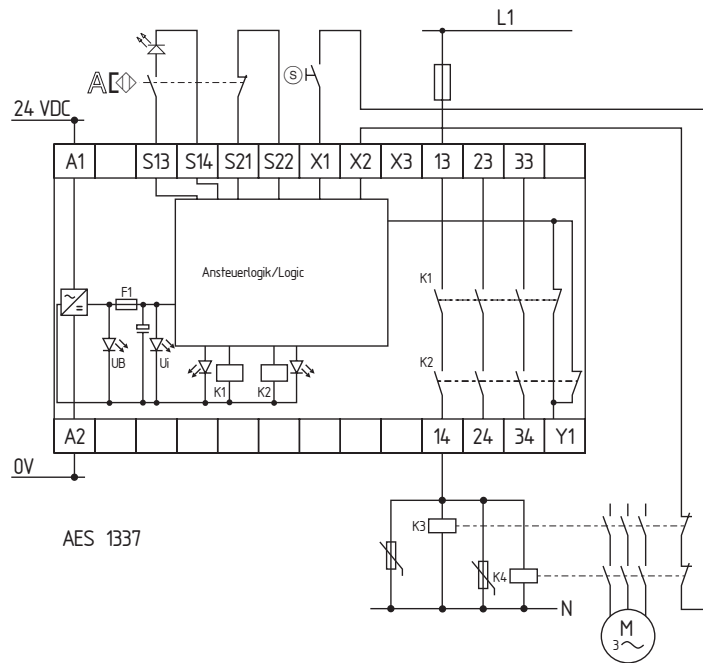 L1
S
A
24 VDC
A1 S13 S14 S21 S22 X1 X2 X3 13 23 33
Ansteuerlogik/Logic
K1
F1
UB Ui
K1 K2
K2
A2 14 24 34 Y1
0V
AES 1337
K3
K4
N
M
3